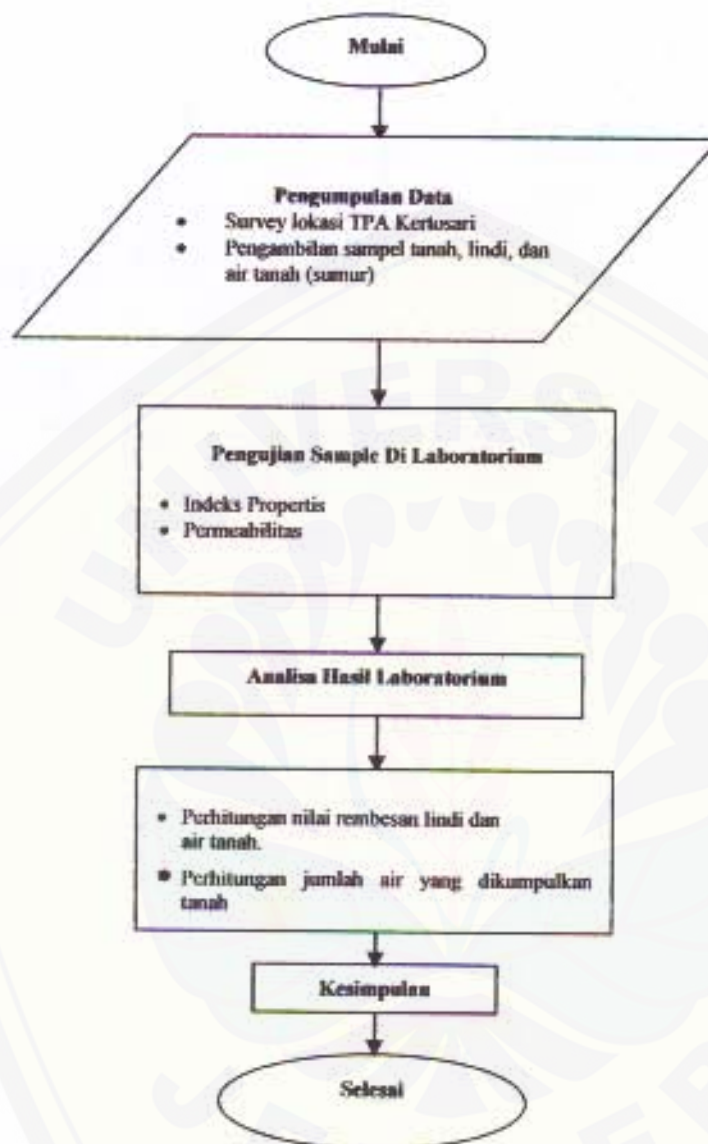 Mulai
Pengumpulan Data
• Survey lokasi TPA Kertosari
• Pengambilan sampel tanah, lindi, dan
air tanah (sumur)
Pengujian Sample Di Laboratorium
• Indeks Propertis
• Permeabilitas
Analisa Hasil Laboratorium
• Perhitungan nilai rembesan lindi dan
air tanah.
• Perhitungan jumlah air yang dikumpulkan
tanah
Kesimpulan
Selesai